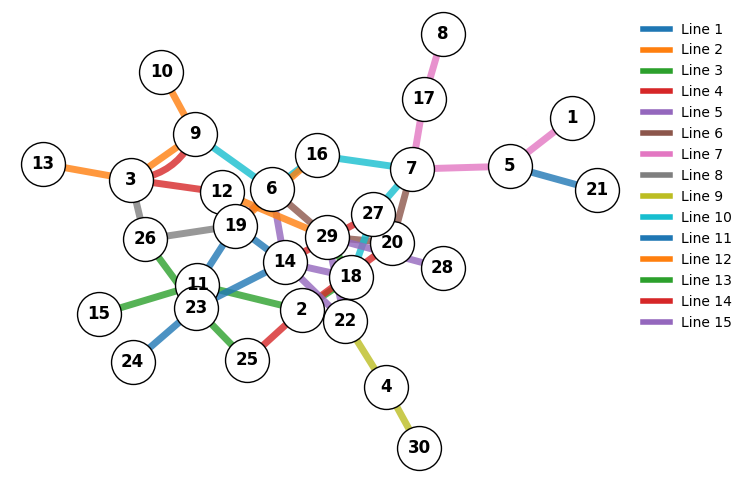 8
10
17
1
9
16
13
3
7
5
12
6
21
27
19
26
29
20
14
28
18
11
23
15
2
22
24
25
4
30
Line 1
Line 2
Line 3
Line 4
Line 5
Line 6
Line 7
Line 8
Line 9
Line 10
Line 11
Line 12
Line 13
Line 14
Line 15